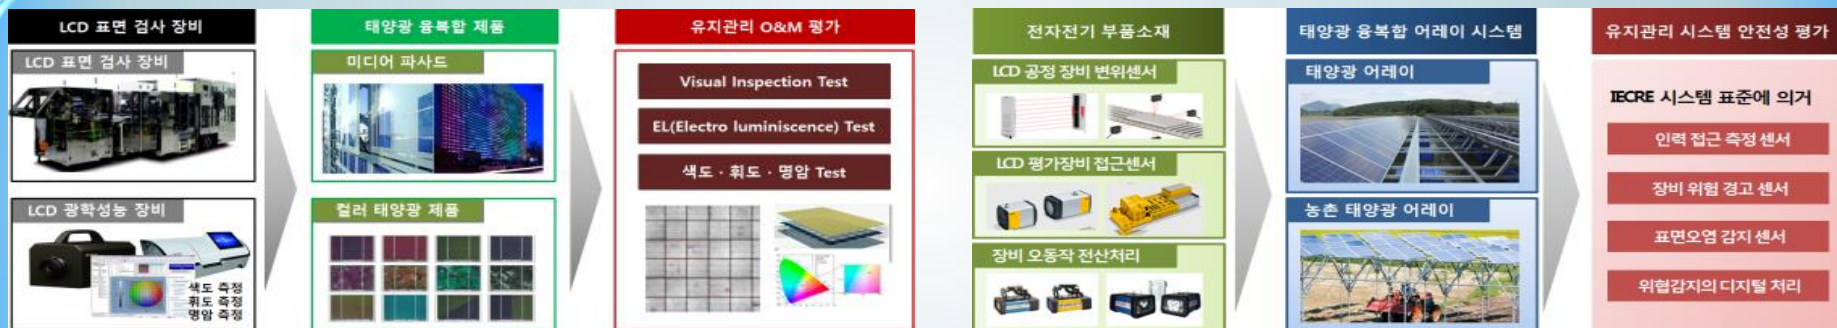 LCD 표면 검사 장비
LCD 표면 검사 장비
LCD 광학성능 장비
색도 측정
휘도 측정
명암 측정
태양광 융복합 제품
미디어 파사드
컬러 태양광 제품
유지관리 O&M 평가
Visual Inspection Test
EL(Electro luminiscence) Test
색도 · 휘도 · 명암 Test
전자전기 부품소재
LCD 공정 장비 변위센서
LCD 평가장비 접근센서
장비 오동작 전산처리
태양광 융복합 어레이 시스템
태양광 어레이
농촌 태양광 어레이
유지관리 시스템 안전성 평가
IECRE 시스템 표준에 의거
인력 접근 측정 센서
장비 위험 경고 센서
표면오염 감지 센서
위협감지의 디지털 처리